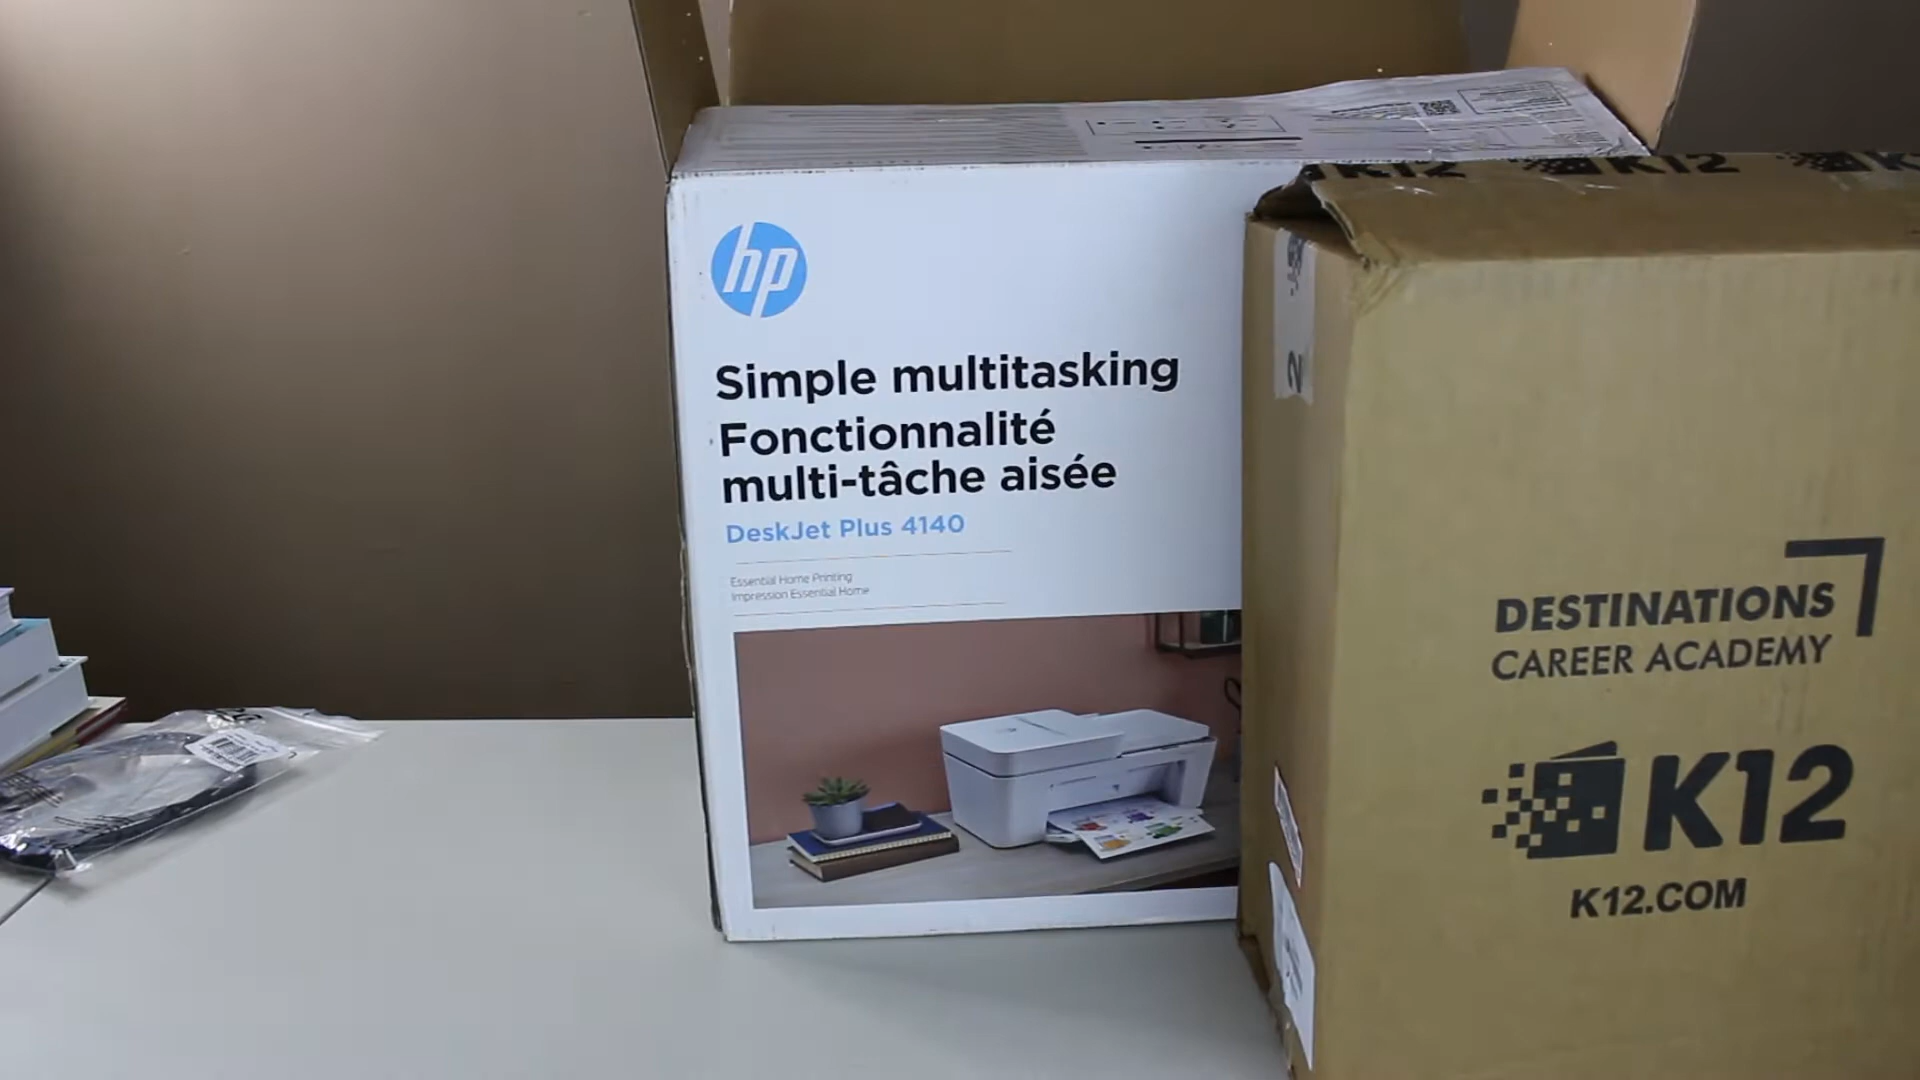 hp
Simple multitasking
Fonctionnalité
multi-tâche aisée
DeskJet Plus 4140
Essential Home Printing
Impression Essential Home
K12
K12
2
DESTINATIONS
CAREER ACADEMY
K12
K12.COM